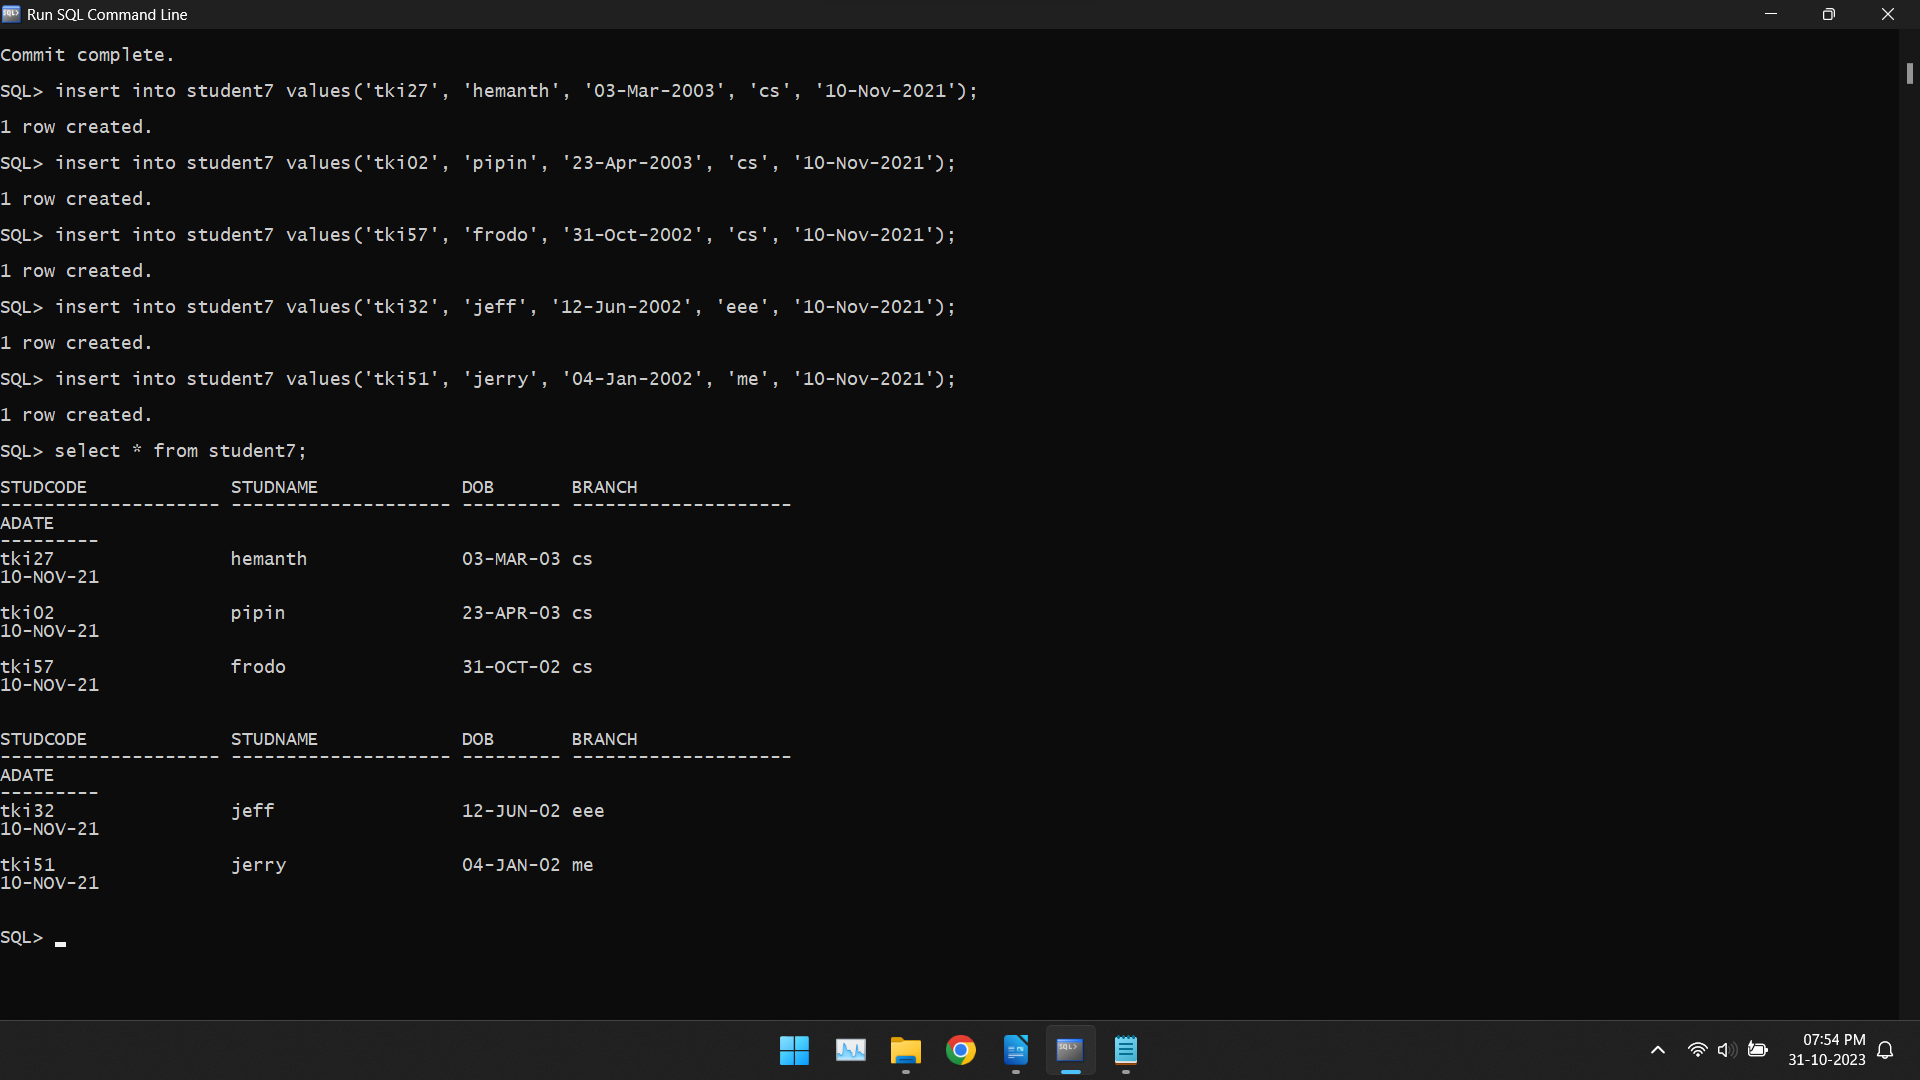 Run SQL Command Line
Commit complete.
SQL> insert into student7 values('tki27', 'hemanth', '03-Mar-2003', 'cs', '10-Nov-2021');
1 row created.
SQL> insert into student7 values('tki02', 'pipin', '23-Apr-2003', 'cs', '10-Nov-2021');
1 row created.
SQL> insert into student7 values('tki57', 'frodo', '31-Oct-2002', 'cs', '10-Nov-2021');
1 row created.
SQL> insert into student7 values('tki32', 'jeff', '12-Jun-2002', 'eee', '10-Nov-2021');
1 row created.
SQL> insert into student7 values('tki51', 'jerry', '04-Jan-2002', 'me', '10-Nov-2021');
1 row created.
SQL> select * from student7;
STUDCODE             STUDNAME             DOB       BRANCH
-------------------- -------------------- --------- --------------------
ADATE
---------
tki27                hemanth              03-MAR-03 cs
10-NOV-21
tki02                pipin                23-APR-03 cs
10-NOV-21
tki57                frodo                31-OCT-02 cs
10-NOV-21
STUDCODE             STUDNAME             DOB       BRANCH
-------------------- -------------------- --------- --------------------
ADATE
---------
tki32                jeff                 12-JUN-02 eee
10-NOV-21
tki51                jerry                04-JAN-02 me
10-NOV-21
SQL> _
SQL>
07:54 PM
31-10-2023